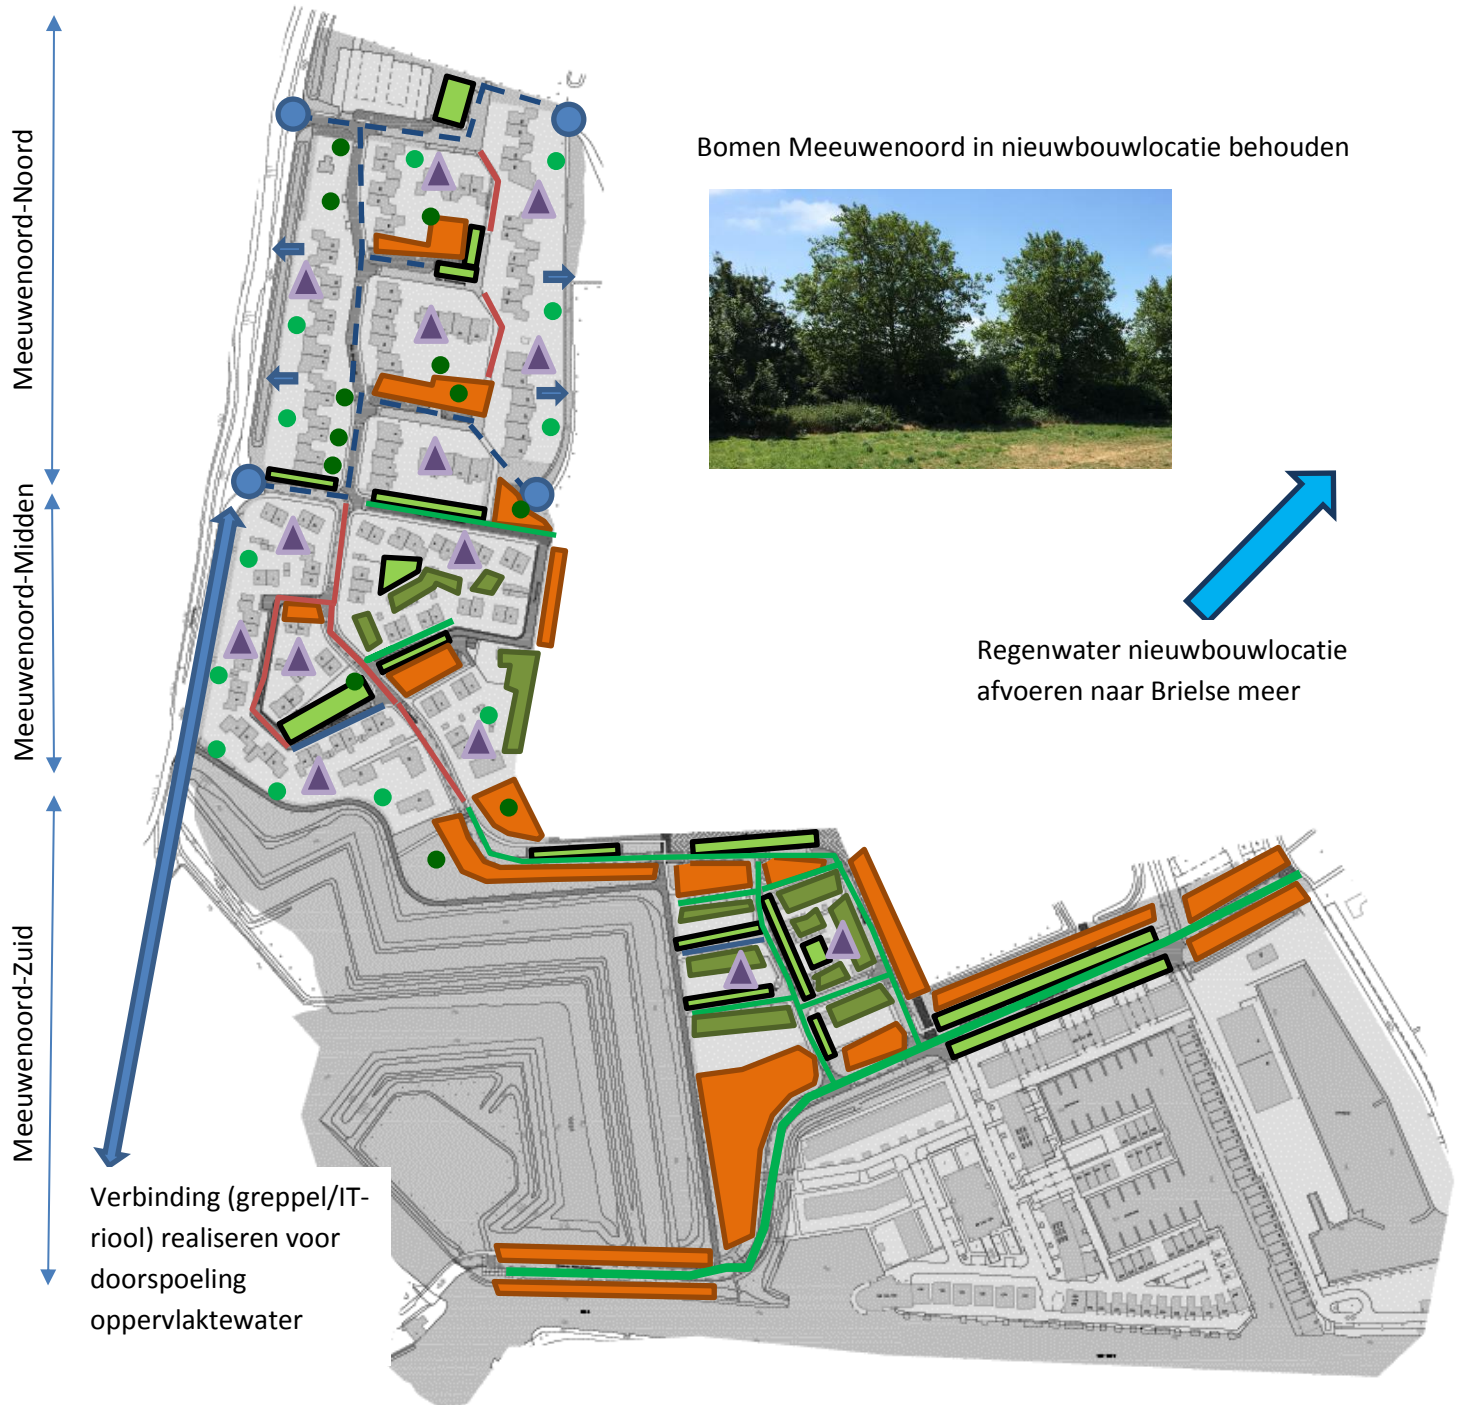 Meeuwenoord-Noord
Meeuwenoord-Midden
Meeuwenoord-Zuid
Bomen Meeuwenoord in nieuwbouwlocatie behouden
Regenwater nieuwbouwlocatie
afvoeren naar Brielse meer
Verbinding (greppel/IT-
riool) realiseren voor
doorspoeling
oppervlaktewater